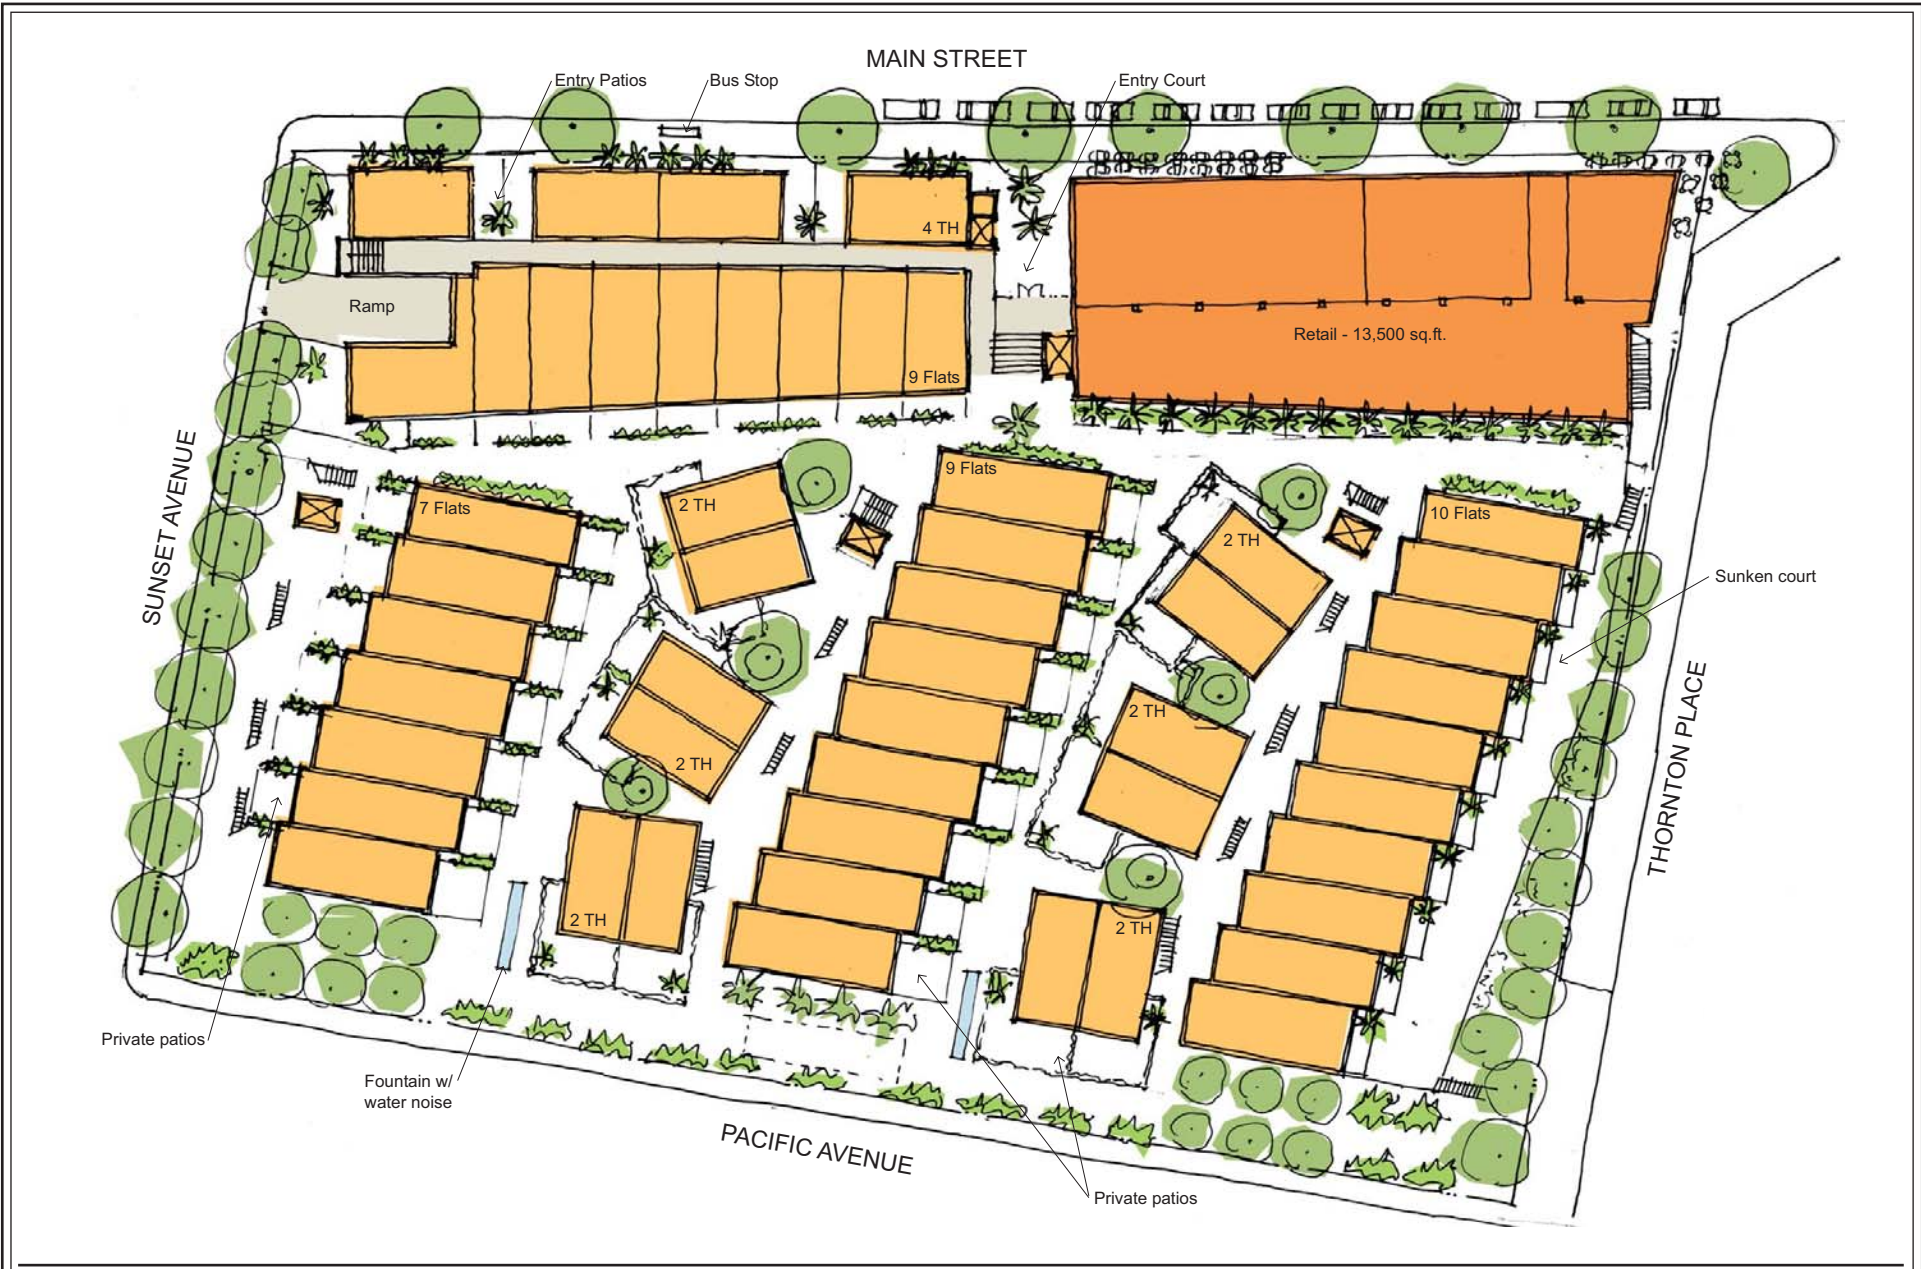 MAIN STREET
Entry Patios
Bus Stop
Entry Court
4 TH
Ramp
Retail - 13,500 sq.ft.
9 Flats
SUNSET AVENUE
7 Flats
2 TH
9 Flats
2 TH
10 Flats
Sunken court
2 TH
2 TH
THORNTON PLACE
2 TH
2 TH
Private patios
Fountain w/
water noise
PACIFIC AVENUE
Private patios